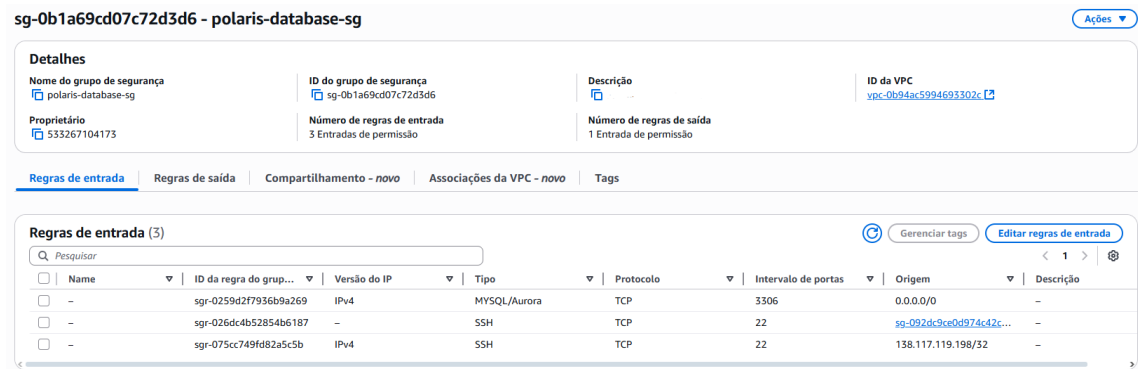 sg-0b1a69cd07c72d3d6 - polaris-database-sg
Ações
Detalhes
Nome do grupo de segurança
polaris-database-sg
ID do grupo de segurança
sg-0b1a69cd07c72d3d6
Descrição
ID da VPC
vpc-0b94ac5994693302c
Proprietário
533267104173
Número de regras de entrada
3 Entradas de permissão
Número de regras de saída
1 Entrada de permissão
Regras de entrada Regras de saída Compartilhamento - novo Associações da VPC - novo Tags
Regras de entrada (3)
Gerenciar tags
Editar regras de entrada
Pesquisar
1
Name ID da regra do grup... Versão do IP Tipo Protocolo Intervalo de portas Origem Descrição
– sgr-0259d2f7936b9a269 IPv4 MYSQL/Aurora TCP 3306 0.0.0.0/0 –
– sgr-026dc4b52854b6187 – SSH TCP 22 sg-092dc9ce0d974c42c... –
– sgr-075cc749fd82a5c5b IPv4 SSH TCP 22 138.117.119.198/32 –